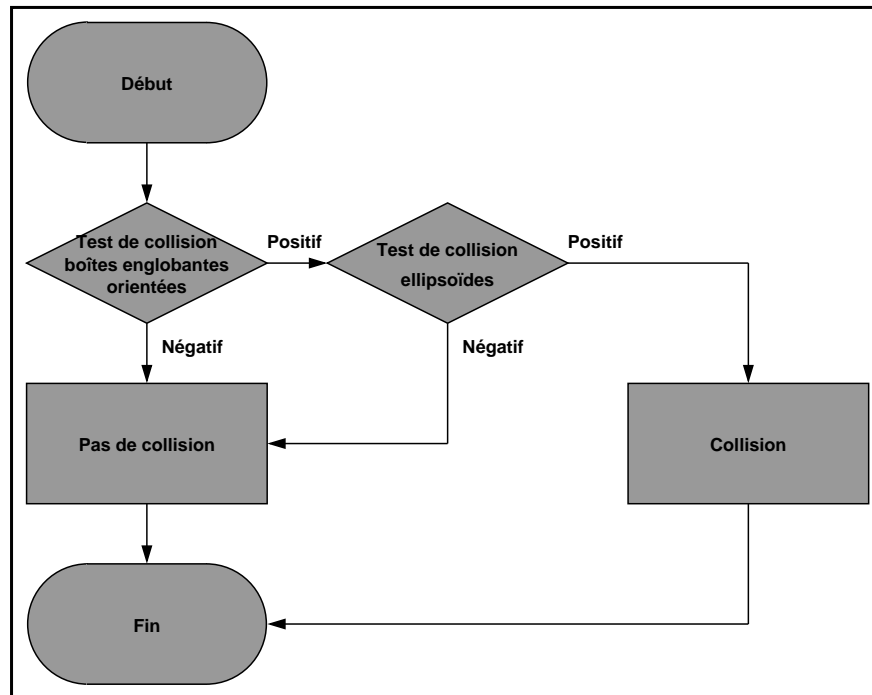 Début
Test de collision
boîtes englobantes
orientées
Positif
Test de collision
ellipsoïdes
Positif
Négatif
Négatif
Pas de collision
Collision
Fin